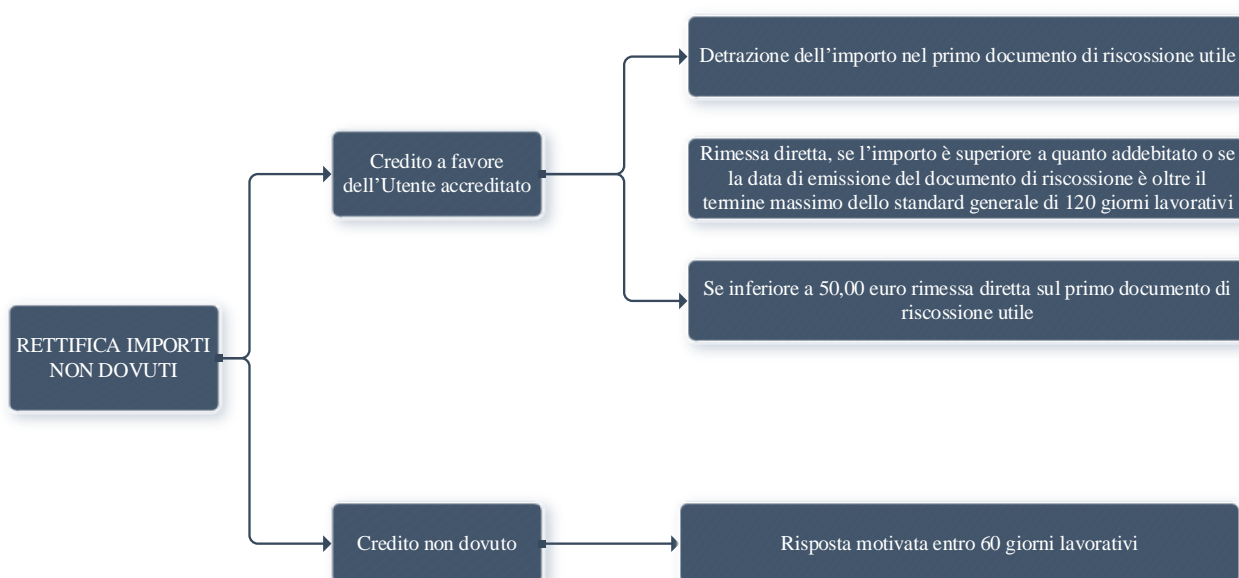 Detrazione dell’importo nel primo documento di riscossione utile
Credito a favore
dell’Utente accreditato
Rimessa diretta, se l’importo è superiore a quanto addebitato o se
la data di emissione del documento di riscossione è oltre il
termine massimo dello standard generale di 120 giorni lavorativi
Se inferiore a 50,00 euro rimessa diretta sul primo documento di
riscossione utile
RETTIFICA IMPORTI
NON DOVUTI
Credito non dovuto
Risposta motivata entro 60 giorni lavorativi